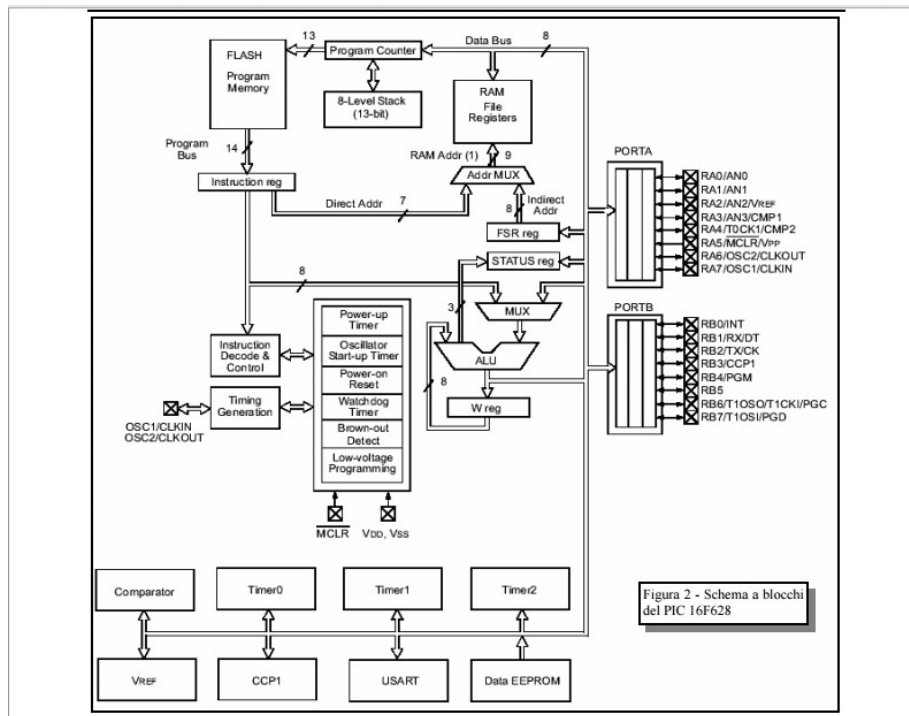 13
Program Counter
Data Bus
8
FLASH
Program
Memory
8-Level Stack
(13-bit)
RAM
File
Registers
Program
Bus
14
RAM Addr (1)
9
PORTA
Instruction reg
Addr MUX
Direct Addr
7
8
Indirect
Addr
FSR reg
STATUS reg
RA0/AN0
RA1/AN1
RA2/AN2/VREF
RA3/AN3/CMP1
RA4/T0CK1/CMP2
RA5/MCLR/VPP
RA6/OSC2/CLKOUT
RA7/OSC1/CLKIN
8
3
MUX
ALU
8
W reg
PORTB
RB0/INT
RB1/RX/DT
RB2/TX/CK
RB3/CCP1
RB4/PGM
RB5
RB6/T1OSO/T1CKI/PGC
RB7/T1OSI/PGD
Instruction
Decode &
Control
Timing
Generation
OSC1/CLKIN
OSC2/CLKOUT
Power-up
Timer
Oscillator
Start-up Timer
Power-on
Reset
Watchdog
Timer
Brown-out
Detect
Low-voltage
Programming
MCLR
VDD, VSS
Comparator
Timer0
Timer1
Timer2
VREF
CCP1
USART
Data EEPROM
Figura 2 - Schema a blocchi
del PIC 16F628